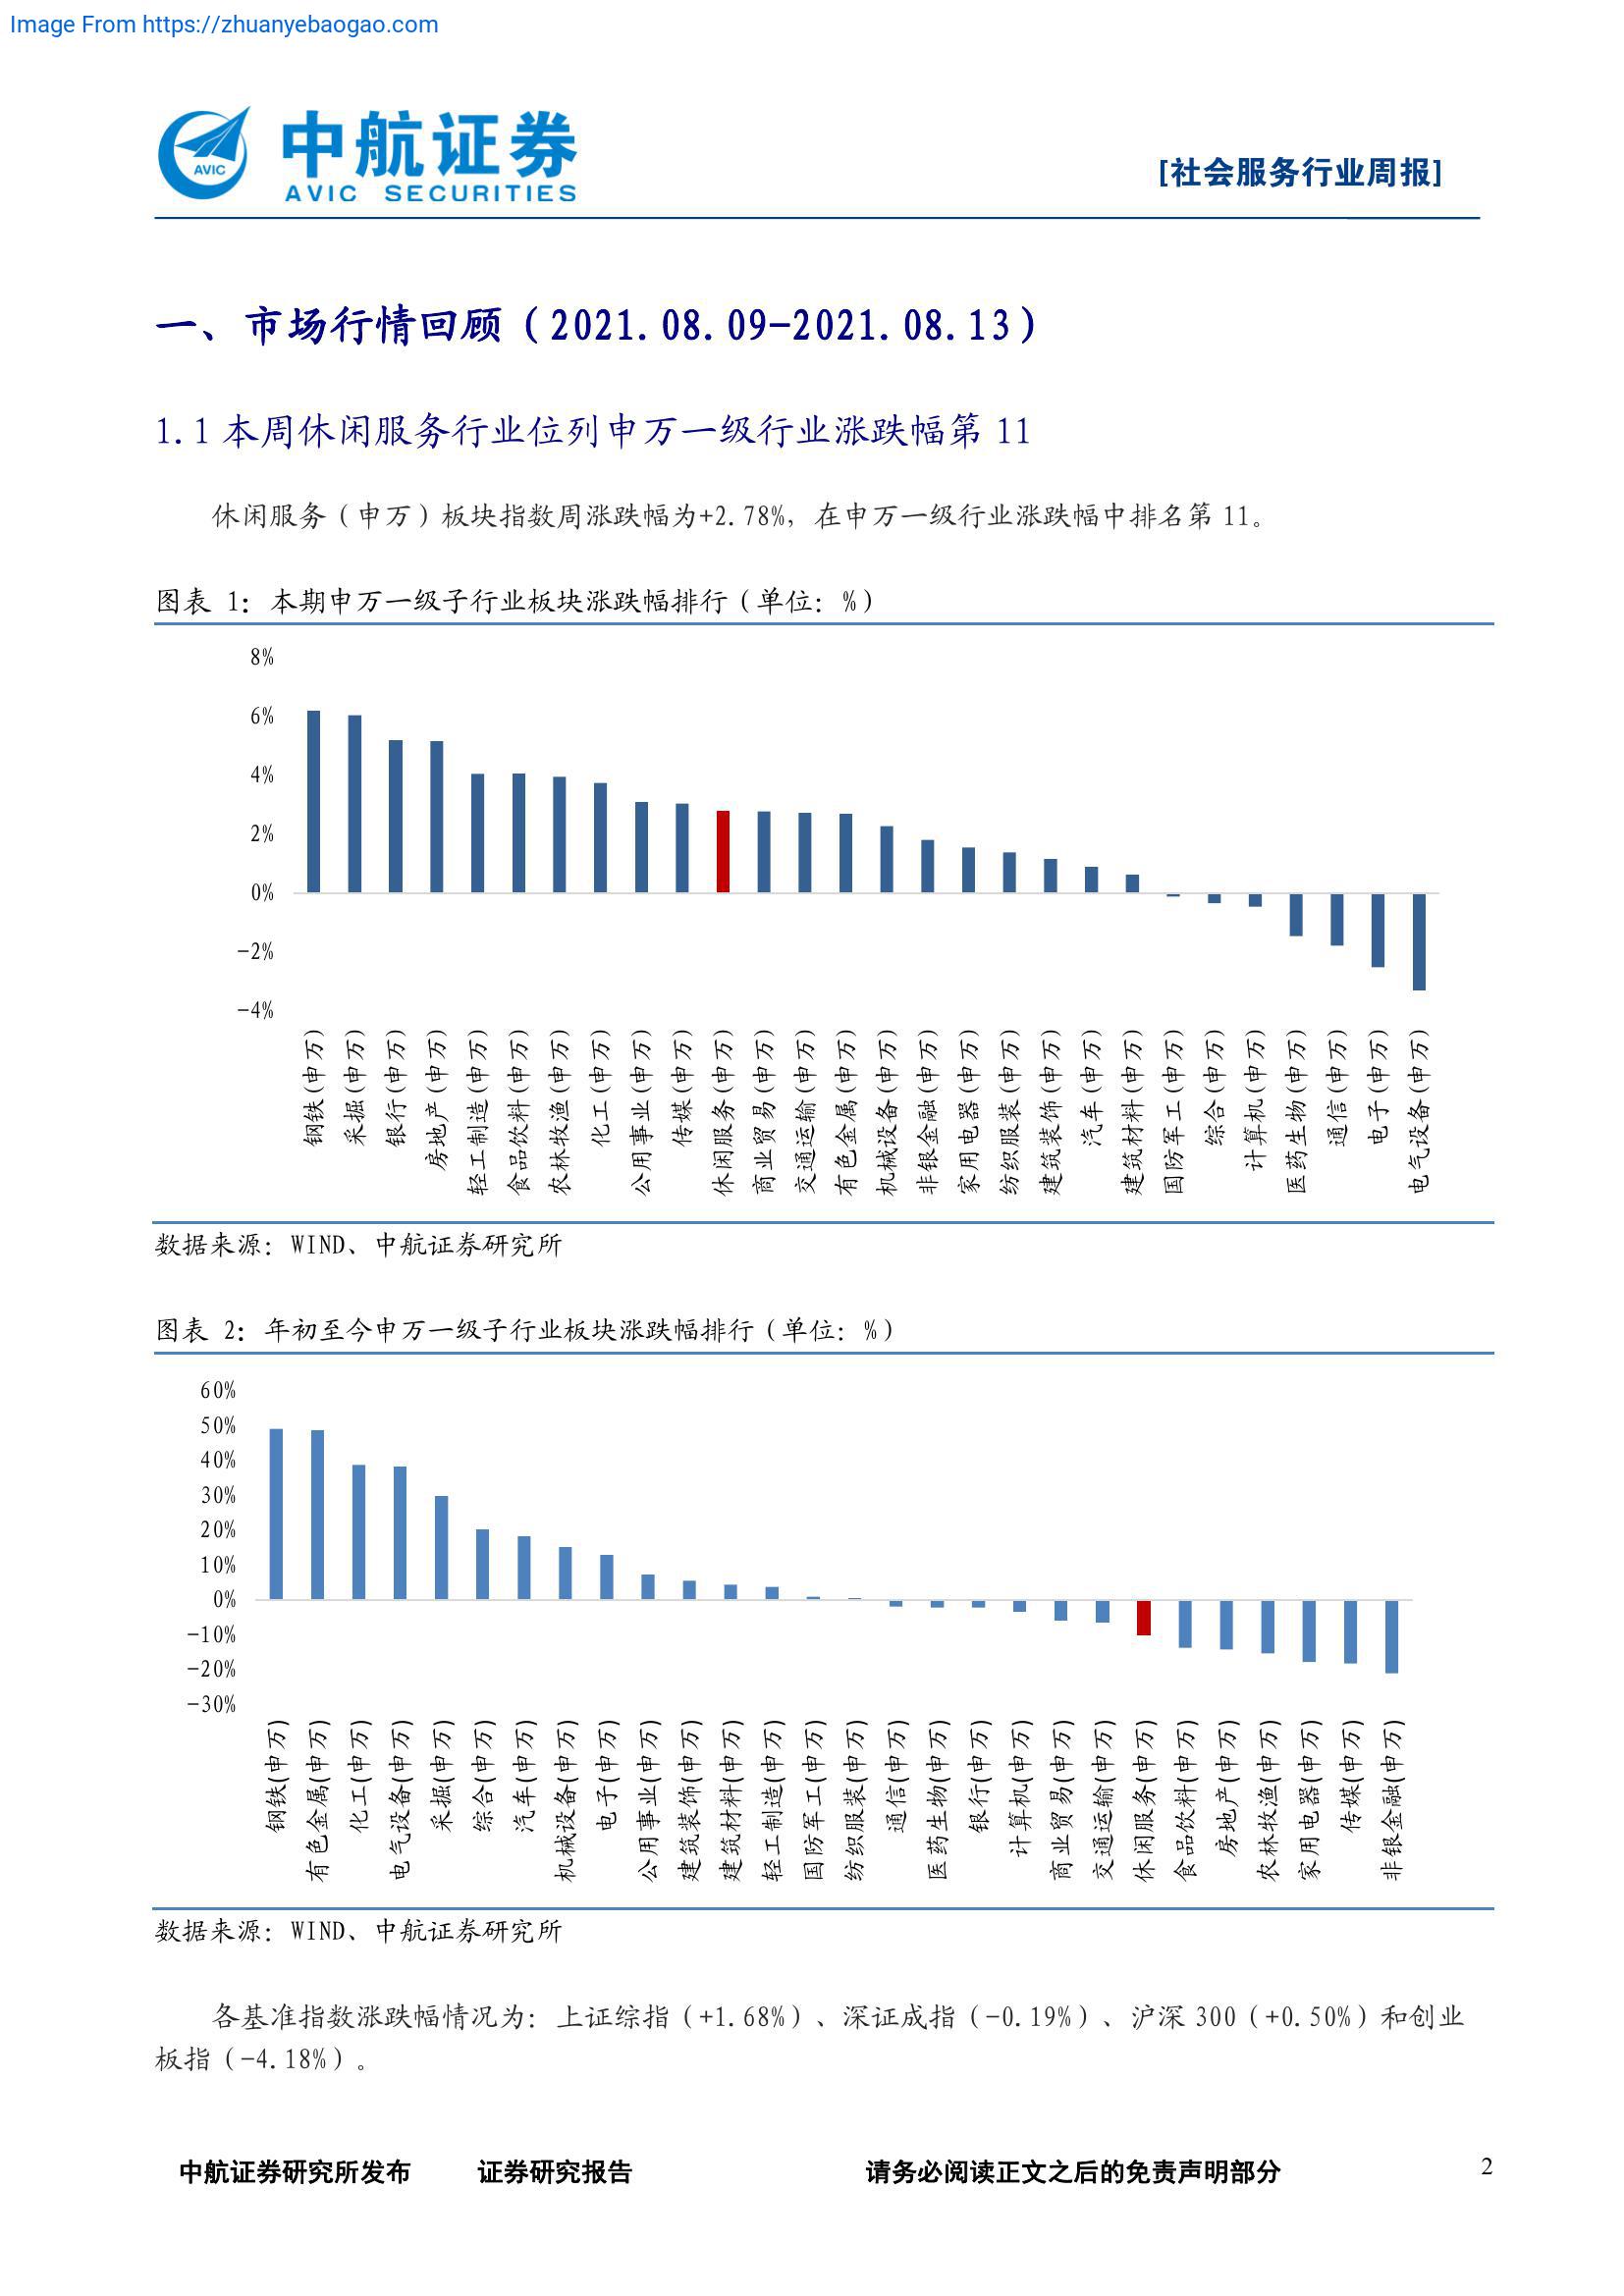 Image From https://zhuanyebaogao.com
AVIC
中航证券
AVIC SECURITIES
[社会服务行业周报]
一、市场行情回顾（2021.08.09-2021.08.13）
1.1 本周休闲服务行业位列申万一级行业涨跌幅第 11
休闲服务（申万）板块指数周涨跌幅为+2.78%，在申万一级行业涨跌幅中排名第 11。
图表 1：本期申万一级子行业板块涨跌幅排行（单位：%）
8%
6%
4%
2%
0%
-2%
-4%
钢铁(申万)
采掘(申万)
银行(申万)
房地产(申万)
轻工制造(申万)
食品饮料(申万)
农林牧渔(申万)
化工(申万)
公用事业(申万)
传媒(申万)
休闲服务(申万)
商业贸易(申万)
交通运输(申万)
有色金属(申万)
机械设备(申万)
非银金融(申万)
家用电器(申万)
纺织服装(申万)
建筑装饰(申万)
汽车(申万)
建筑材料(申万)
国防军工(申万)
综合(申万)
计算机(申万)
医药生物(申万)
通信(申万)
电子(申万)
电气设备(申万)
数据来源：WIND、中航证券研究所
图表 2：年初至今申万一级子行业板块涨跌幅排行（单位：%）
60%
50%
40%
30%
20%
10%
0%
-10%
-20%
-30%
钢铁(申万)
有色金属(申万)
化工(申万)
电气设备(申万)
采掘(申万)
综合(申万)
汽车(申万)
机械设备(申万)
电子(申万)
公用事业(申万)
建筑装饰(申万)
建筑材料(申万)
轻工制造(申万)
国防军工(申万)
纺织服装(申万)
通信(申万)
医药生物(申万)
银行(申万)
计算机(申万)
商业贸易(申万)
交通运输(申万)
休闲服务(申万)
食品饮料(申万)
房地产(申万)
农林牧渔(申万)
家用电器(申万)
传媒(申万)
非银金融(申万)
数据来源：WIND、中航证券研究所
各基准指数涨跌幅情况为：上证综指（+1.68%）、深证成指（-0.19%）、沪深 300（+0.50%）和创业
板指（-4.18%）。
中航证券研究所发布 证券研究报告 请务必阅读正文之后的免责声明部分 2